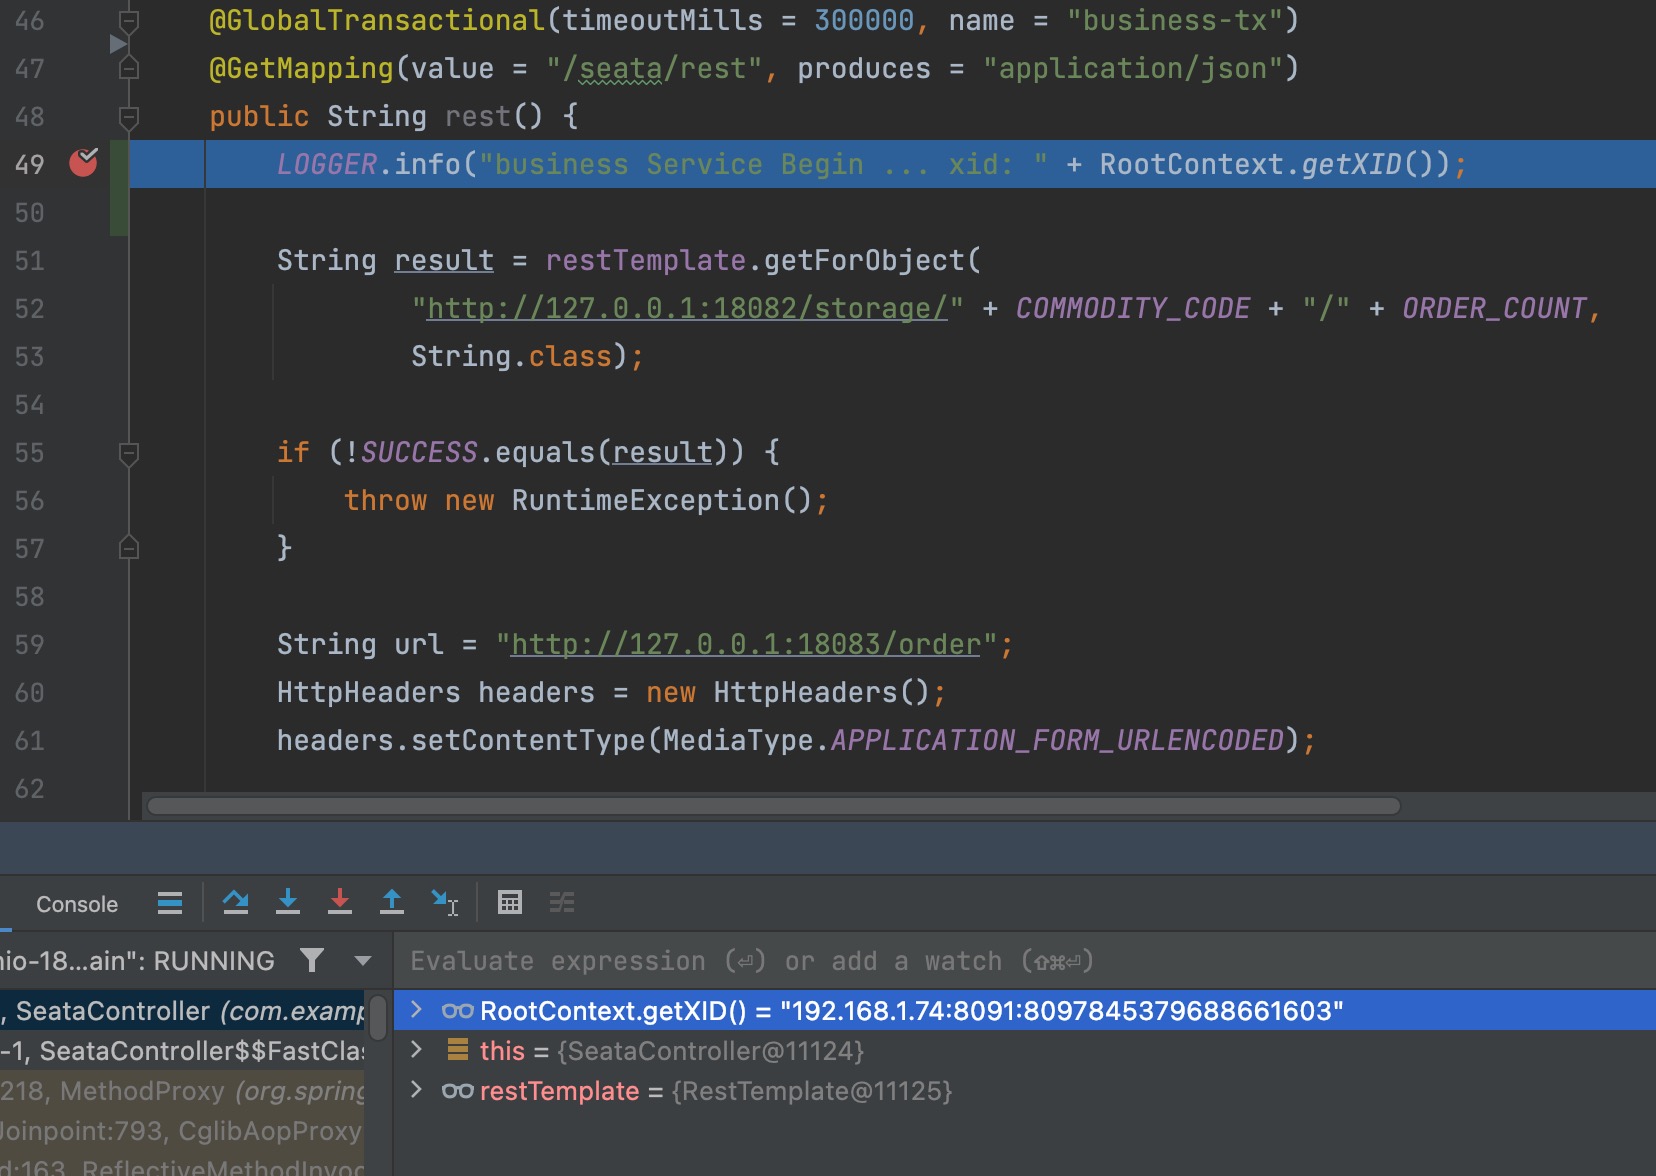 46 @GlobalTransactional(timeoutMills = 300000, name = "business-tx")
47 @GetMapping(value = "/seata/rest", produces = "application/json")
48 public String rest() {
49 LOGGER.info("business Service Begin ... xid: " + RootContext.getXID());
50
51 String result = restTemplate.getForObject(
52 "http://127.0.0.1:18082/storage/" + COMMODITY_CODE + "/" + ORDER_COUNT,
53 String.class);
54
55 if (!SUCCESS.equals(result)) {
56 throw new RuntimeException();
57 }
58
59 String url = "http://127.0.0.1:18083/order";
60 HttpHeaders headers = new HttpHeaders();
61 headers.setContentType(MediaType.APPLICATION_FORM_URLENCODED);
62
Console
nio-18...ain": RUNNING
Evaluate expression (⏎) or add a watch (⇧⌘⏎)
, SeataController (com.examp
RootContext.getXID() = "192.168.1.74:8091:8097845379688661603"
-1, SeataController$$FastClas
this = {SeataController@11124}
218, MethodProxy (org.spring
restTemplate = {RestTemplate@11125}
Joinpoint:793, CglibAopProxy
d:163, ReflectiveMethodInvoc